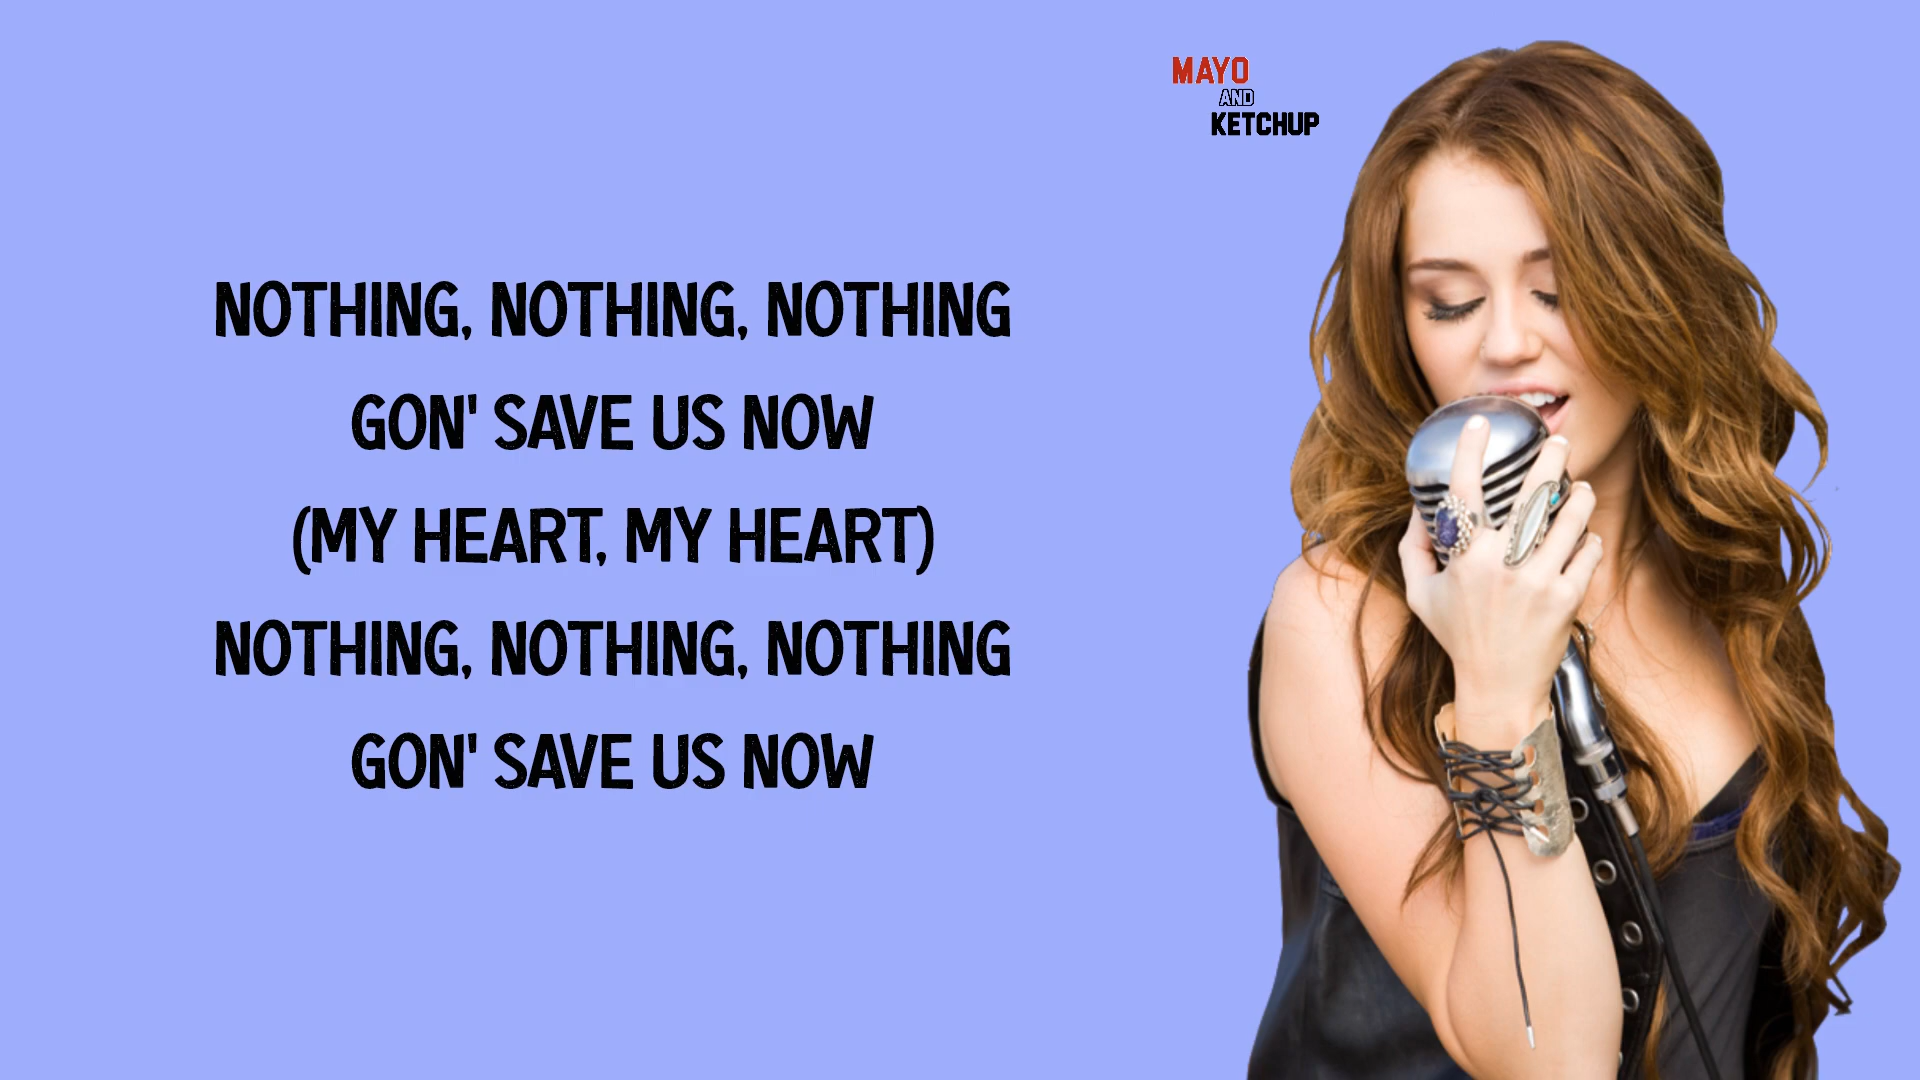 MAYO
AND
KETCHUP
NOTHING, NOTHING, NOTHING
GON' SAVE US NOW
(MY HEART, MY HEART)
NOTHING, NOTHING, NOTHING
GON' SAVE US NOW